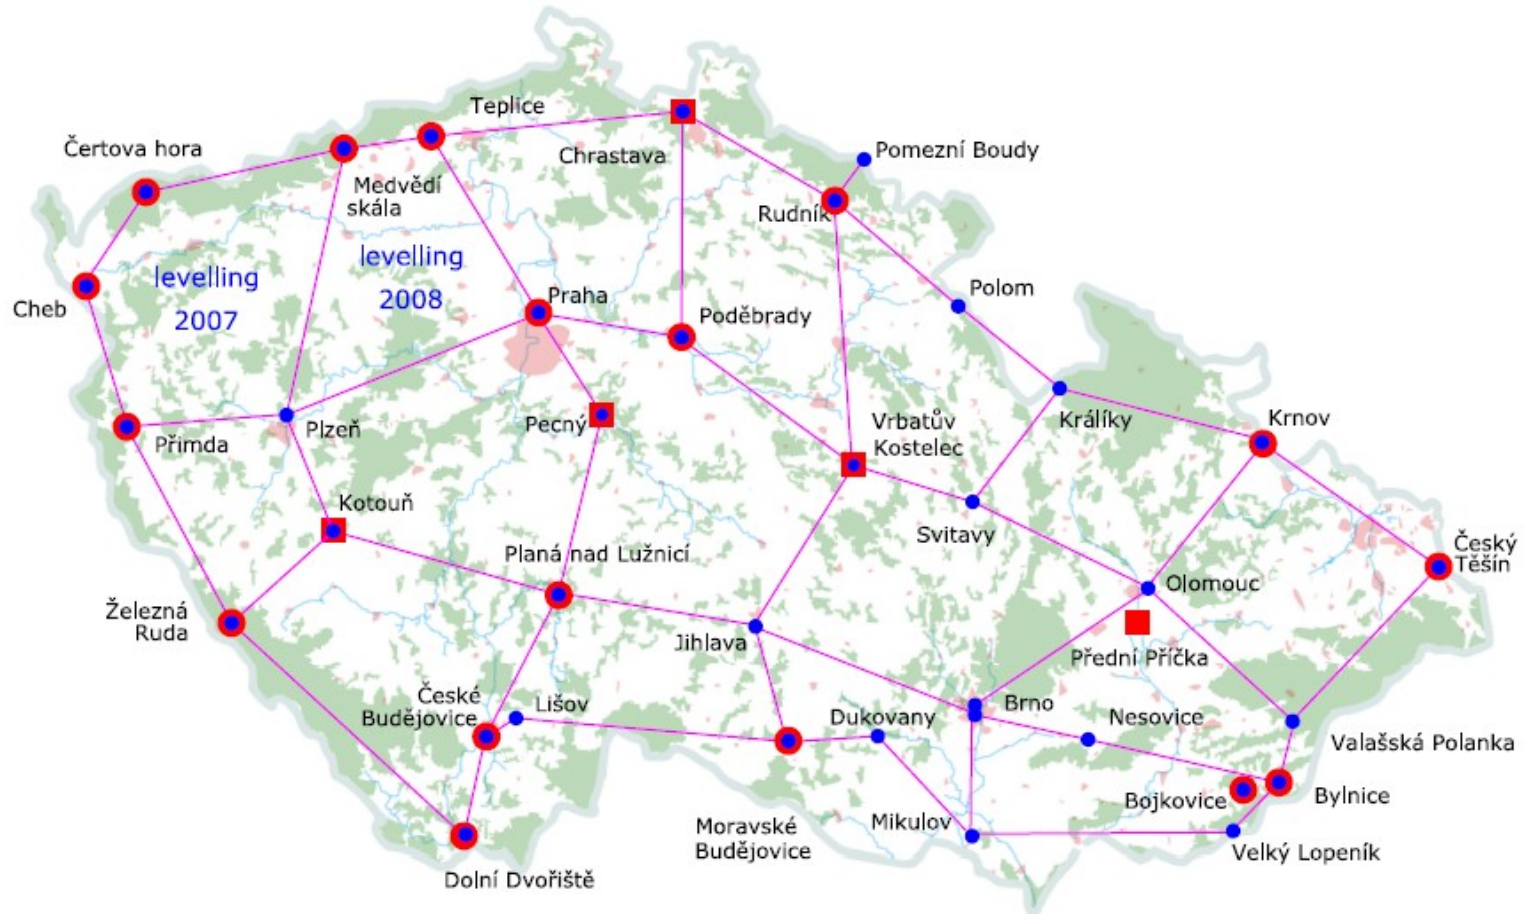 Teplice
Čertova hora
Chrastava
Pomezní Boudy
Medvědí
skála
Rudník
levelling
2008
levelling
2007
Polom
Praha
Cheb
Poděbrady
Plzeň
Pecný
Přimda
Vrbatův
Kostelec
Králíky
Krnov
Kotouň
Svitavy
Planá nad Lužnicí
Český
Těšín
Olomouc
Železná
Ruda
Jihlava
Přední Příčka
České
Budějovice
Lišov
Dukovany
Brno
Nesovice
Valašská Polanka
Bojkovice
Bylnice
Moravské
Budějovice
Mikulov
Velký Lopeník
Dolní Dvořiště